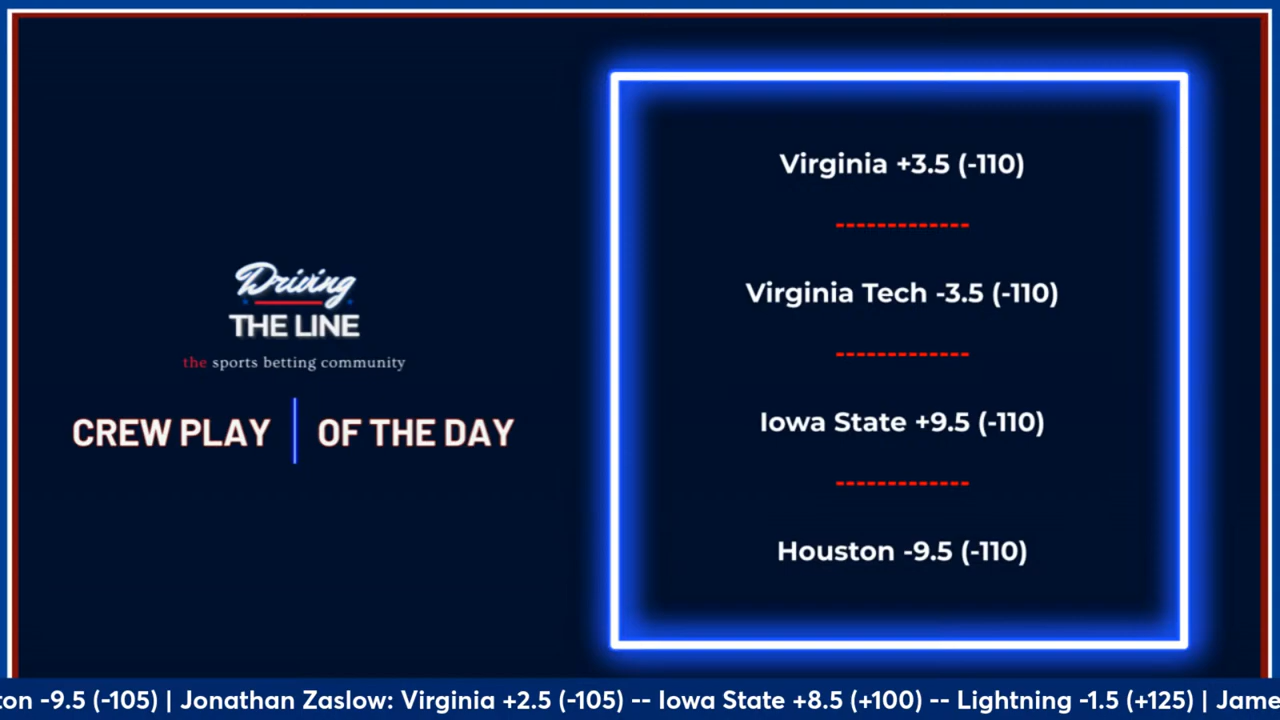 Driving
THE LINE
the sports betting community
CREW PLAY | OF THE DAY
Virginia +3.5 (-110)
-------------
Virginia Tech -3.5 (-110)
-------------
Iowa State +9.5 (-110)
-------------
Houston -9.5 (-110)
ton -9.5 (-105) | Jonathan Zaslow: Virginia +2.5 (-105) -- Iowa State +8.5 (+100) -- Lightning -1.5 (+125) | Jame